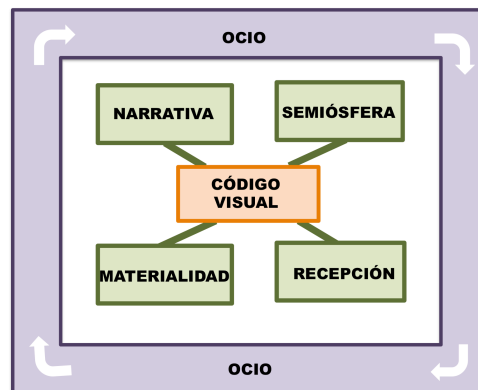 OCIO
NARRATIVA
SEMIÓSFERA
CÓDIGO
VISUAL
MATERIALIDAD
RECEPCIÓN
OCIO